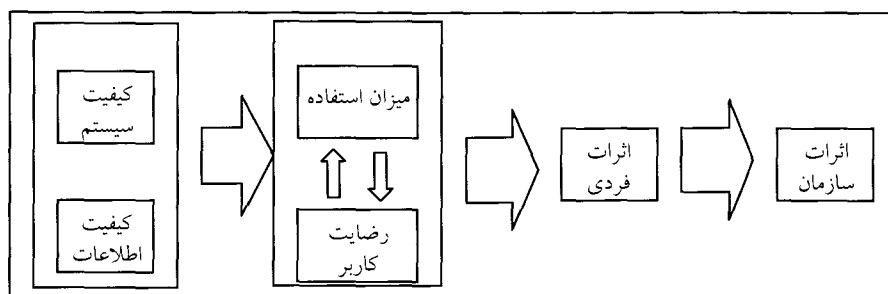 کیفیت
سیستم
کیفیت
اطلاعات
میزان استفاده
رضایت
کاربر
اثرات
فردی
اثرات
سازمان